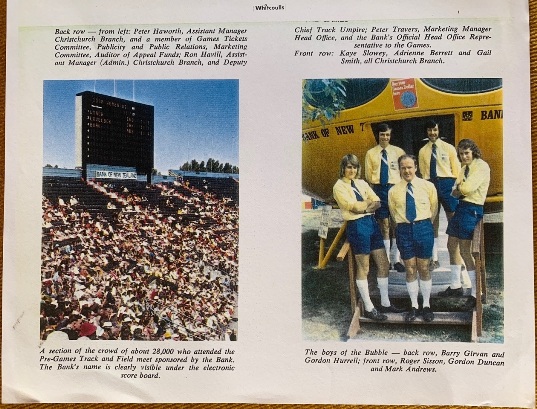 Whitcoulls
Back row — from left: Peter Haworth, Assistant Manager
Christchurch Branch, and a member of Games Tickets
Committee, Publicity and Public Relations, Marketing
Committee, Auditor of Appeal Funds; Ron Havill, Assist-
ant Manager (Admin.) Christchurch Branch, and Deputy
Chief Truck Umpire; Peter Travers, Marketing Manager
Head Office, and the Bank's Official Head Office Repre-
sentative to the Games.
Front row: Kaye Slowey, Adrienne Berrett and Gail
Smith, all Christchurch Branch.
BANK OF NEW ZEALAND
BANK OF NEW Z
BANK
A section of the crowd of about 28,000 who attended the
Pre-Games Track and Field meet sponsored by the Bank.
The Bank's name is clearly visible under the electronic
score board.
The boys of the Bubble — back row, Barry Girvan and
Gordon Hurrell; front row, Roger Sisson, Gordon Duncan
and Mark Andrews.